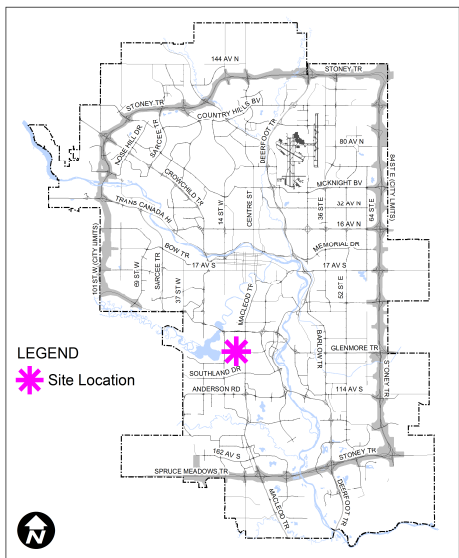 144 AV N
STONEY TR
STONEY TR
COUNTRY HILLS BV
NOSE HILL DR
SARCEE TR
DEERFOOT TR
80 AV N
CROWCHILD TR
MCKNIGHT BV
84 ST E (CITY LIMITS)
14 ST W
CENTRE ST
36 ST E
32 AV N
64 ST E
TRANS CANADA HI
16 AV N
101 ST. W. (CITY LIMITS)
BOW TR
MEMORIAL DR
69 ST W
SARCEE TR
17 AV S
17 AV S
37 ST W
52 ST E
MACLEOD TR
BARLOW TR
LEGEND
GLENMORE TR
Site Location
SOUTHLAND DR
STONEY TR
ANDERSON RD
114 AV S
162 AV S
STONEY TR
SPRUCE MEADOWS TR
MACLEOD TR
DEERFOOT TR
N